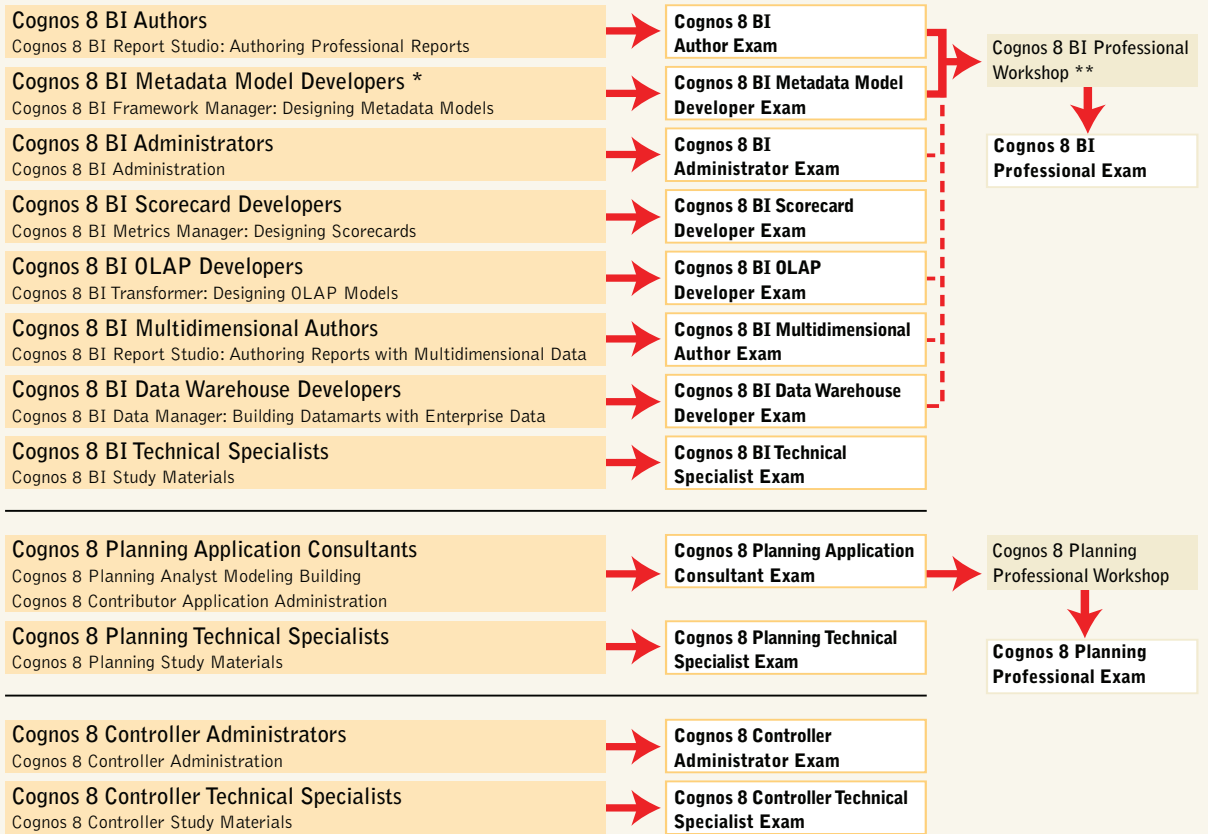 Cognos 8 BI Authors
Cognos 8 BI Report Studio: Authoring Professional Reports
Cognos 8 BI
Author Exam
Cognos 8 BI Professional
Workshop **
Cognos 8 BI Metadata Model Developers *
Cognos 8 BI Framework Manager: Designing Metadata Models
Cognos 8 BI Metadata Model
Developer Exam
Cognos 8 BI Administrators
Cognos 8 BI Administration
Cognos 8 BI
Administrator Exam
Cognos 8 BI
Professional Exam
Cognos 8 BI Scorecard Developers
Cognos 8 BI Metrics Manager: Designing Scorecards
Cognos 8 BI Scorecard
Developer Exam
Cognos 8 BI OLAP Developers
Cognos 8 BI Transformer: Designing OLAP Models
Cognos 8 BI OLAP
Developer Exam
Cognos 8 BI Multidimensional Authors
Cognos 8 BI Report Studio: Authoring Reports with Multidimensional Data
Cognos 8 BI Multidimensional
Author Exam
Cognos 8 BI Data Warehouse Developers
Cognos 8 BI Data Manager: Building Datamarts with Enterprise Data
Cognos 8 BI Data Warehouse
Developer Exam
Cognos 8 BI Technical Specialists
Cognos 8 BI Study Materials
Cognos 8 BI Technical
Specialist Exam
Cognos 8 Planning Application Consultants
Cognos 8 Planning Analyst Modeling Building
Cognos 8 Contributor Application Administration
Cognos 8 Planning Application
Consultant Exam
Cognos 8 Planning
Professional Workshop
Cognos 8 Planning Technical Specialists
Cognos 8 Planning Study Materials
Cognos 8 Planning Technical
Specialist Exam
Cognos 8 Planning
Professional Exam
Cognos 8 Controller Administrators
Cognos 8 Controller Administration
Cognos 8 Controller
Administrator Exam
Cognos 8 Controller Technical Specialists
Cognos 8 Controller Study Materials
Cognos 8 Controller Technical
Specialist Exam